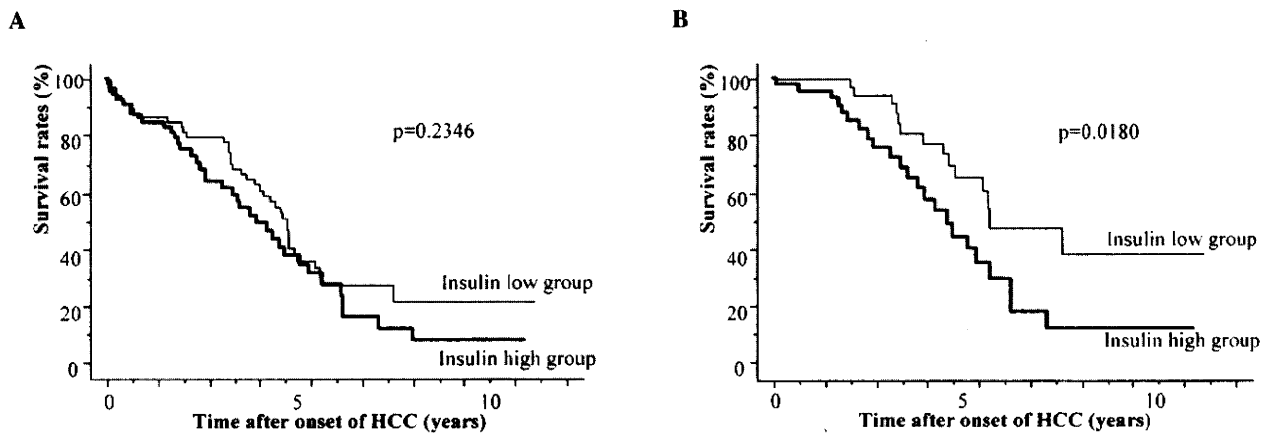 A
Survival rates (%)
100
80
60
40
20
0
p=0.2346
Insulin low group
Insulin high group
0
5
10
Time after onset of HCC (years)
B
Survival rates (%)
100
80
60
40
20
0
p=0.0180
Insulin low group
Insulin high group
0
5
10
Time after onset of HCC (years)